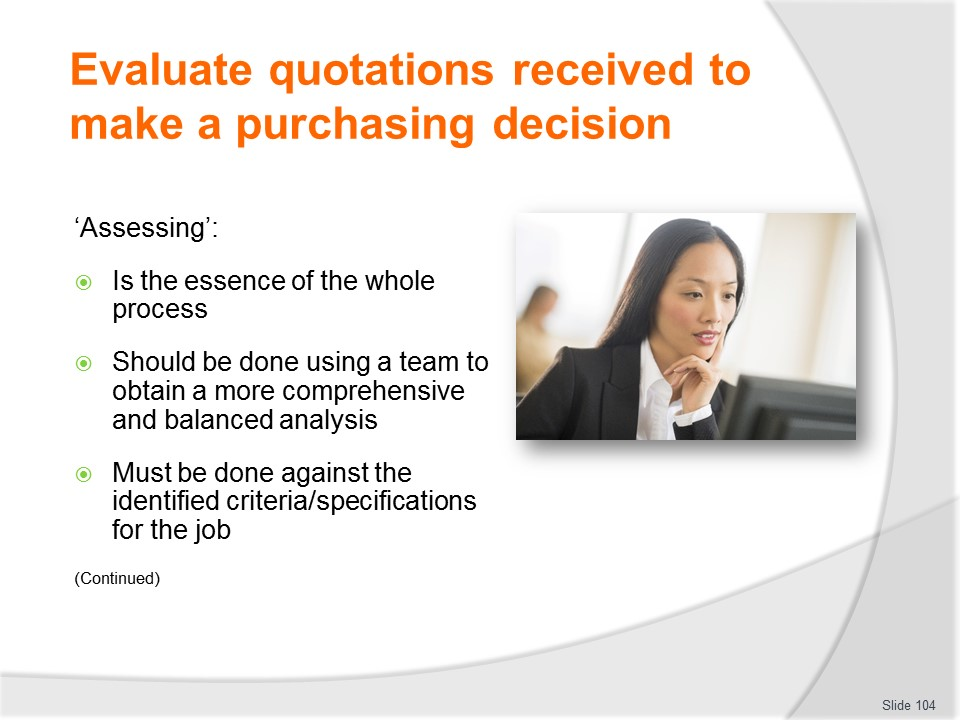 Evaluate quotations received to
make a purchasing decision
‘Assessing’:
Is the essence of the whole
process
Should be done using a team to
obtain a more comprehensive
and balanced analysis
Must be done against the
identified criteria/specifications
for the job
(Continued)
Slide 104